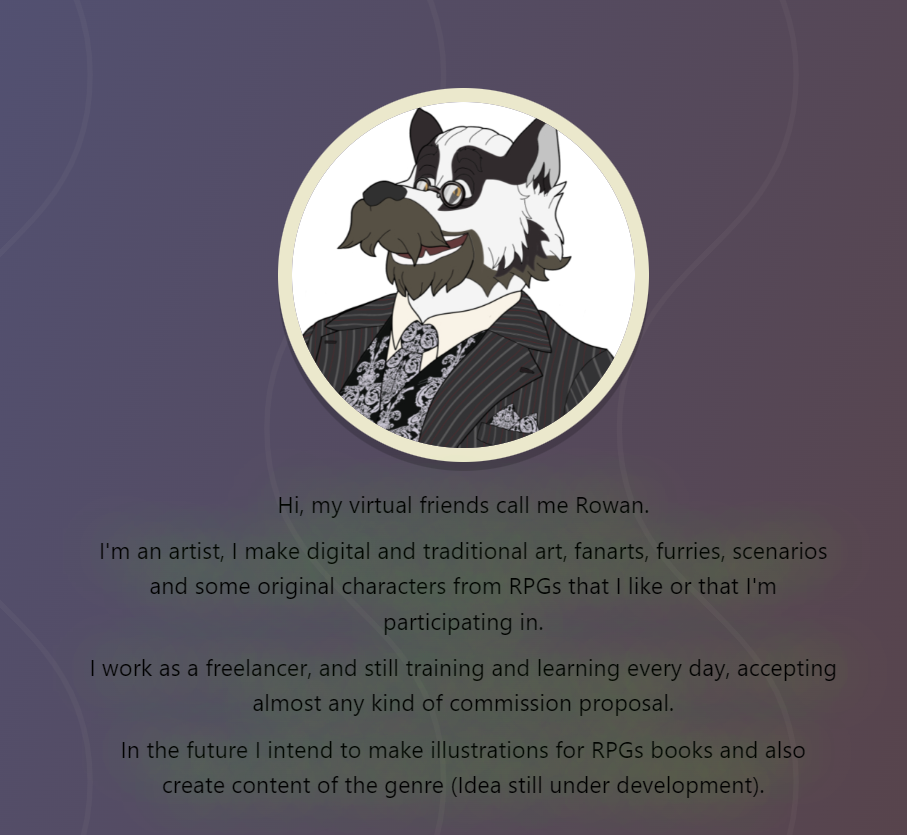 Hi, my virtual friends call me Rowan.
I'm an artist, I make digital and traditional art, fanarts, furries, scenarios
and some original characters from RPGs that I like or that I'm
participating in.
I work as a freelancer, and still training and learning every day, accepting
almost any kind of commission proposal.
In the future I intend to make illustrations for RPGs books and also
create content of the genre (Idea still under development).